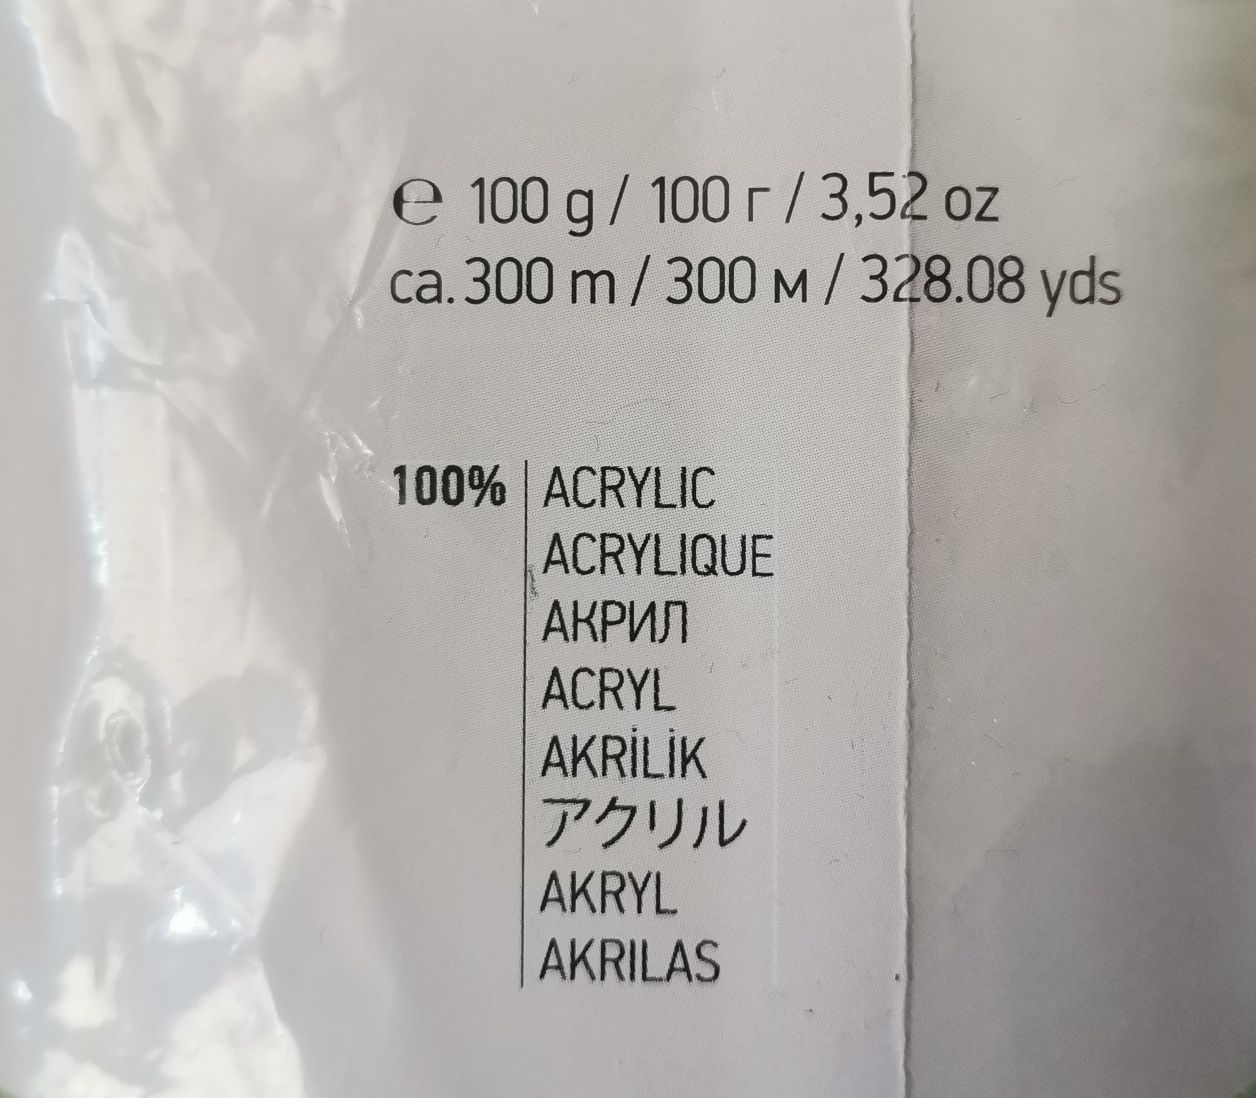 ℮ 100 g / 100 г / 3,52 oz
ca. 300 m / 300 м / 328.08 yds
100% ACRYLIC
ACRYLIQUE
АКРИЛ
ACRYL
AKRİLİK
アクリル
AKRYL
AKRILAS